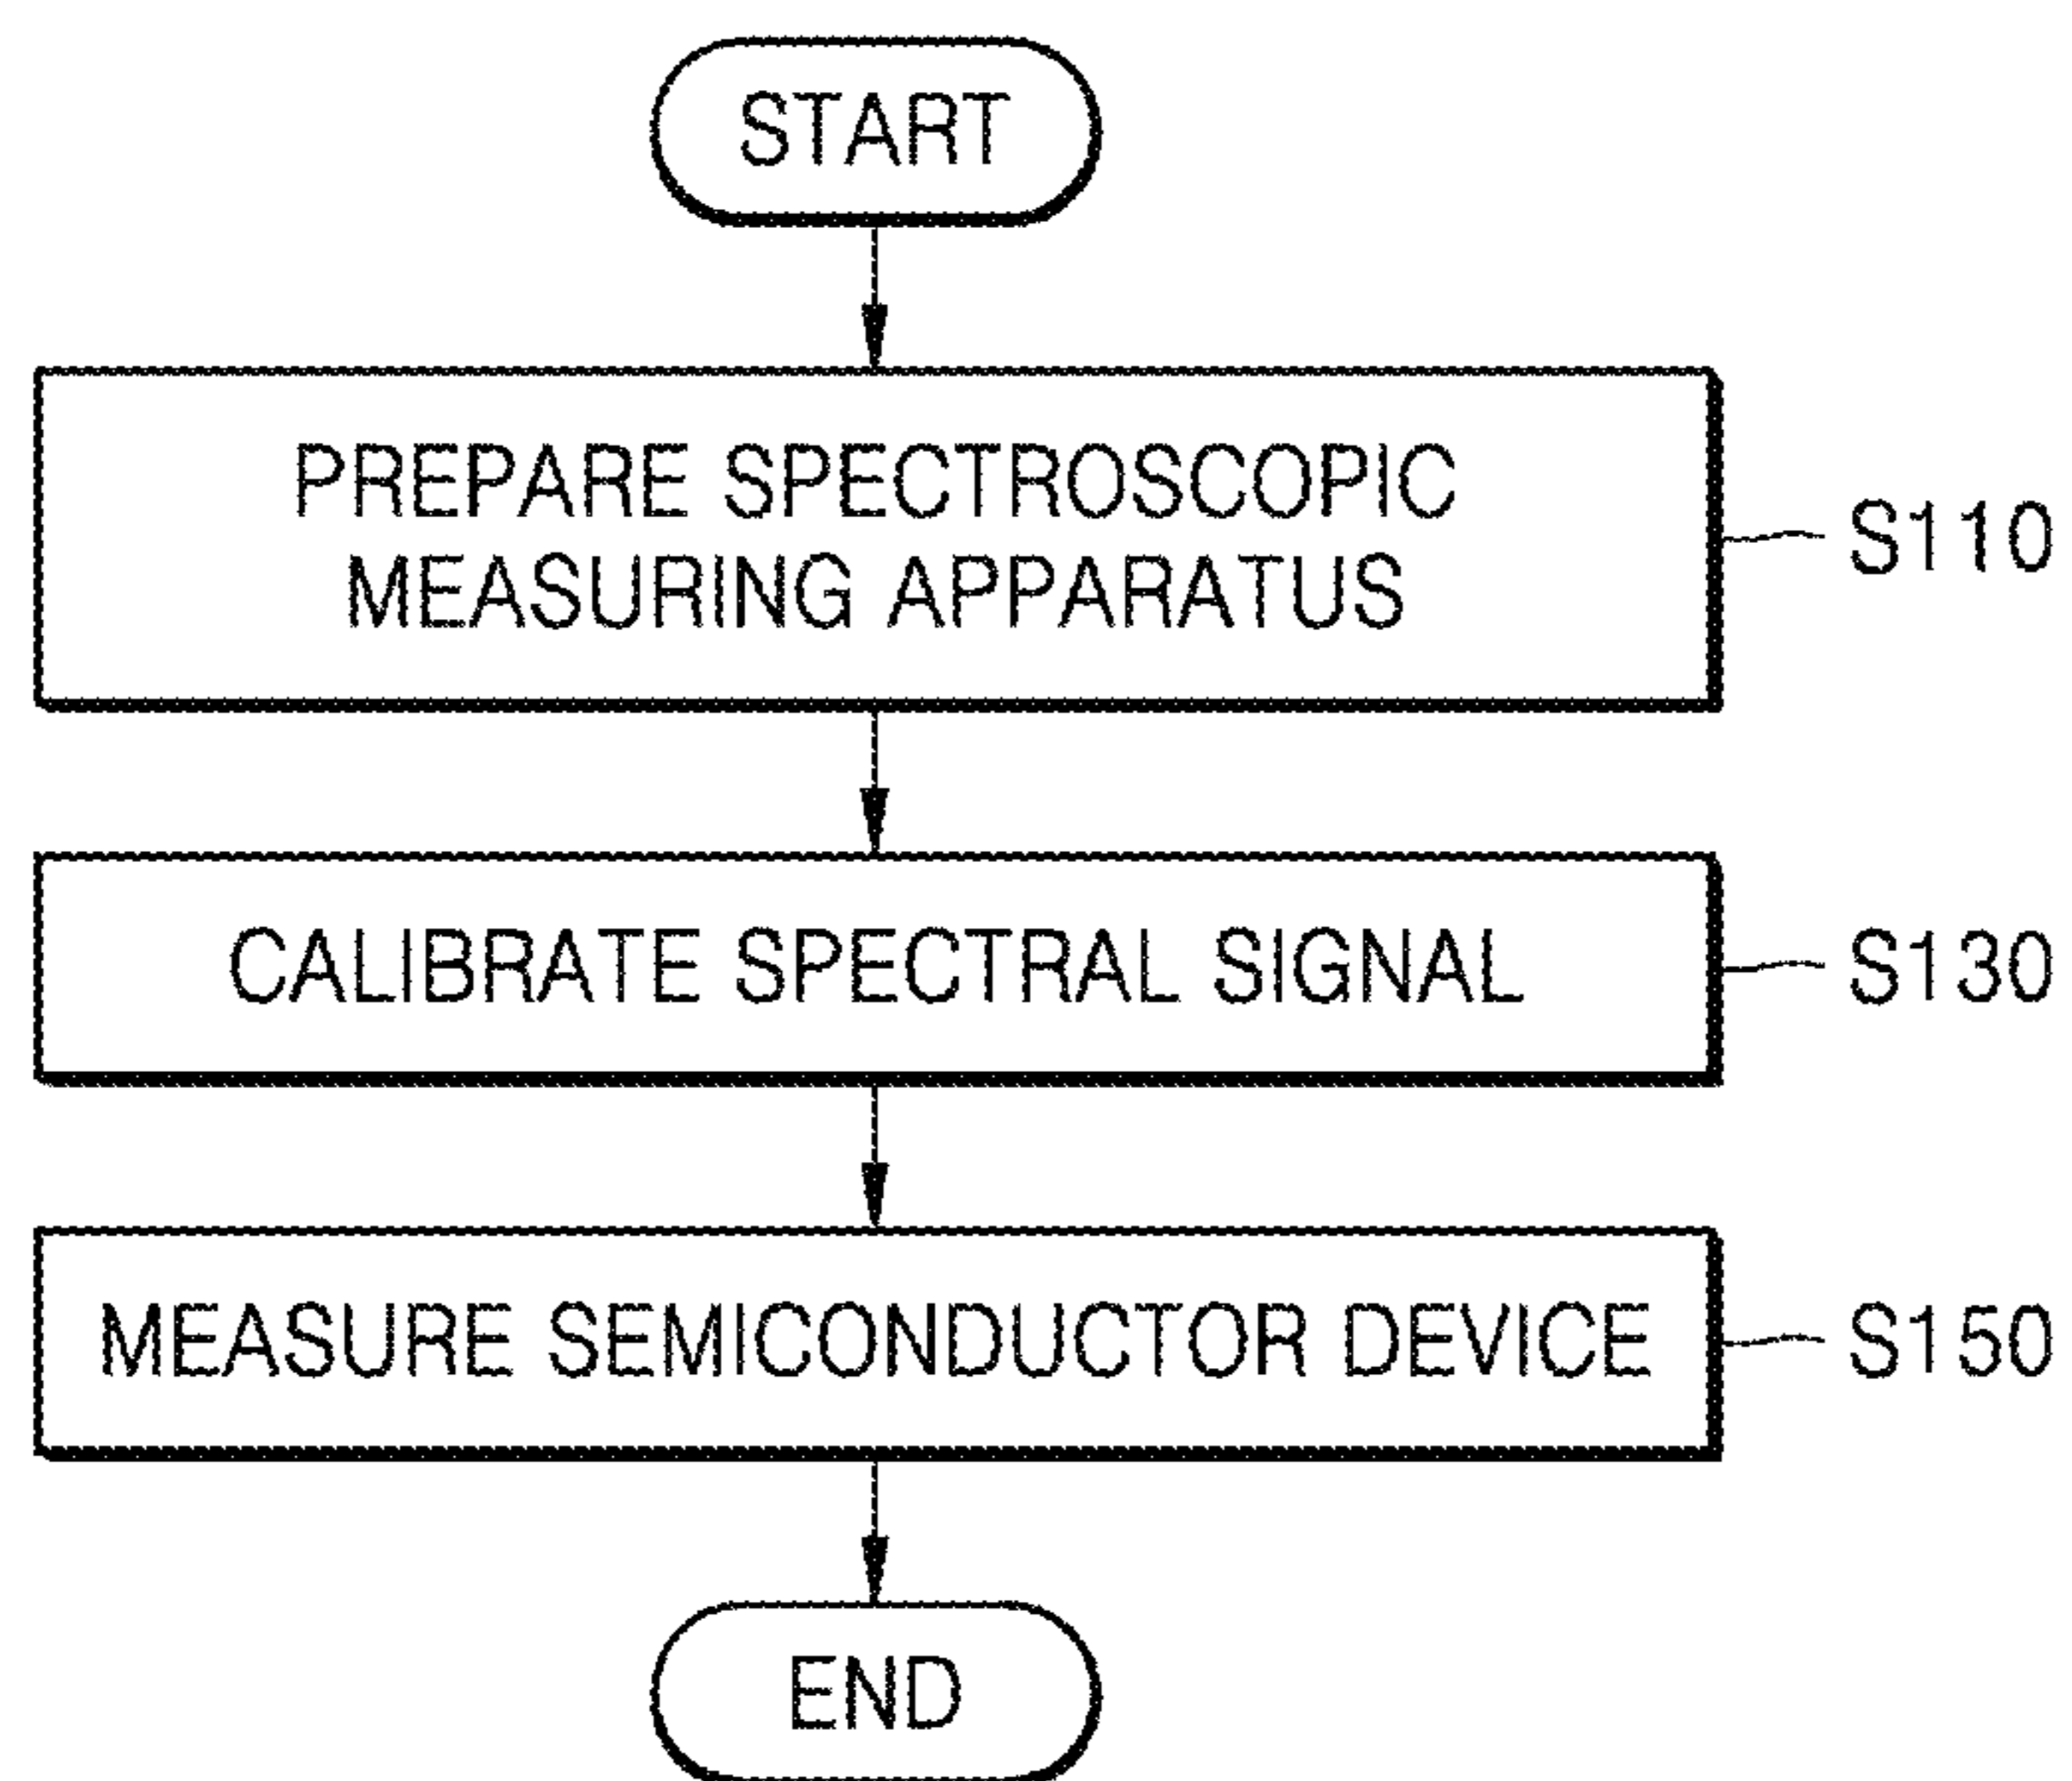 START
PREPARE SPECTROSCOPIC
MEASURING APPARATUS
S110
CALIBRATE SPECTRAL SIGNAL
S130
MEASURE SEMICONDUCTOR DEVICE
S150
END